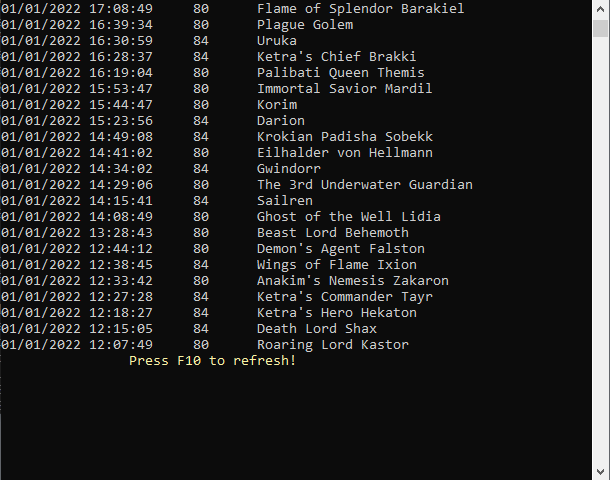 01/01/2022 17:08:49 80 Flame of Splendor Barakiel
01/01/2022 16:39:34 80 Plague Golem
01/01/2022 16:30:59 84 Uruka
01/01/2022 16:28:37 84 Ketra's Chief Brakki
01/01/2022 16:19:04 80 Palibati Queen Themis
01/01/2022 15:53:47 80 Immortal Savior Mardil
01/01/2022 15:44:47 80 Korim
01/01/2022 15:23:56 84 Darion
01/01/2022 14:49:08 84 Krokian Padisha Sobekk
01/01/2022 14:41:02 80 Eilhalder von Hellmann
01/01/2022 14:34:02 84 Gwindorr
01/01/2022 14:29:06 80 The 3rd Underwater Guardian
01/01/2022 14:15:41 84 Sailren
01/01/2022 14:08:49 80 Ghost of the Well Lidia
01/01/2022 13:28:43 80 Beast Lord Behemoth
01/01/2022 12:44:12 80 Demon's Agent Falston
01/01/2022 12:38:45 84 Wings of Flame Ixion
01/01/2022 12:33:42 80 Anakim's Nemesis Zakaron
01/01/2022 12:27:28 84 Ketra's Commander Tayr
01/01/2022 12:18:27 84 Ketra's Hero Hekaton
01/01/2022 12:15:05 84 Death Lord Shax
01/01/2022 12:07:49 80 Roaring Lord Kastor
Press F10 to refresh!